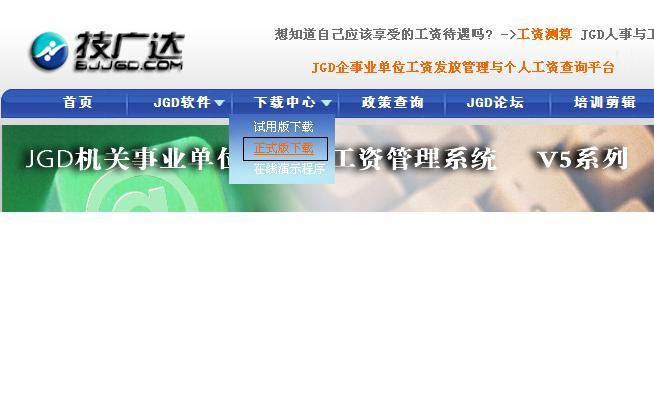 技广达
BJJGD.COM
想知道自己应该享受的工资待遇吗? ->工资测算 JGD人事与工
JGD企事业单位工资发放管理与个人工资查询平台
首页 JGD软件 下载中心 政策查询 JGD论坛 培训剪辑
试用版下载
正式版下载
在线演示程序
JGD机关事业单位 工资管理系统 V5系列